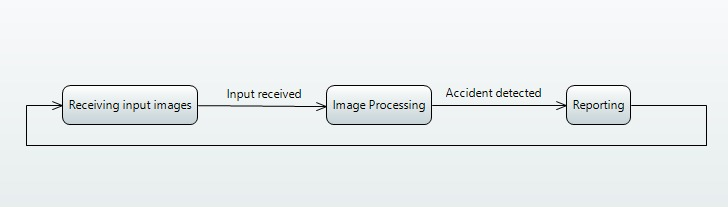 Receiving input images
Input received
Image Processing
Accident detected
Reporting